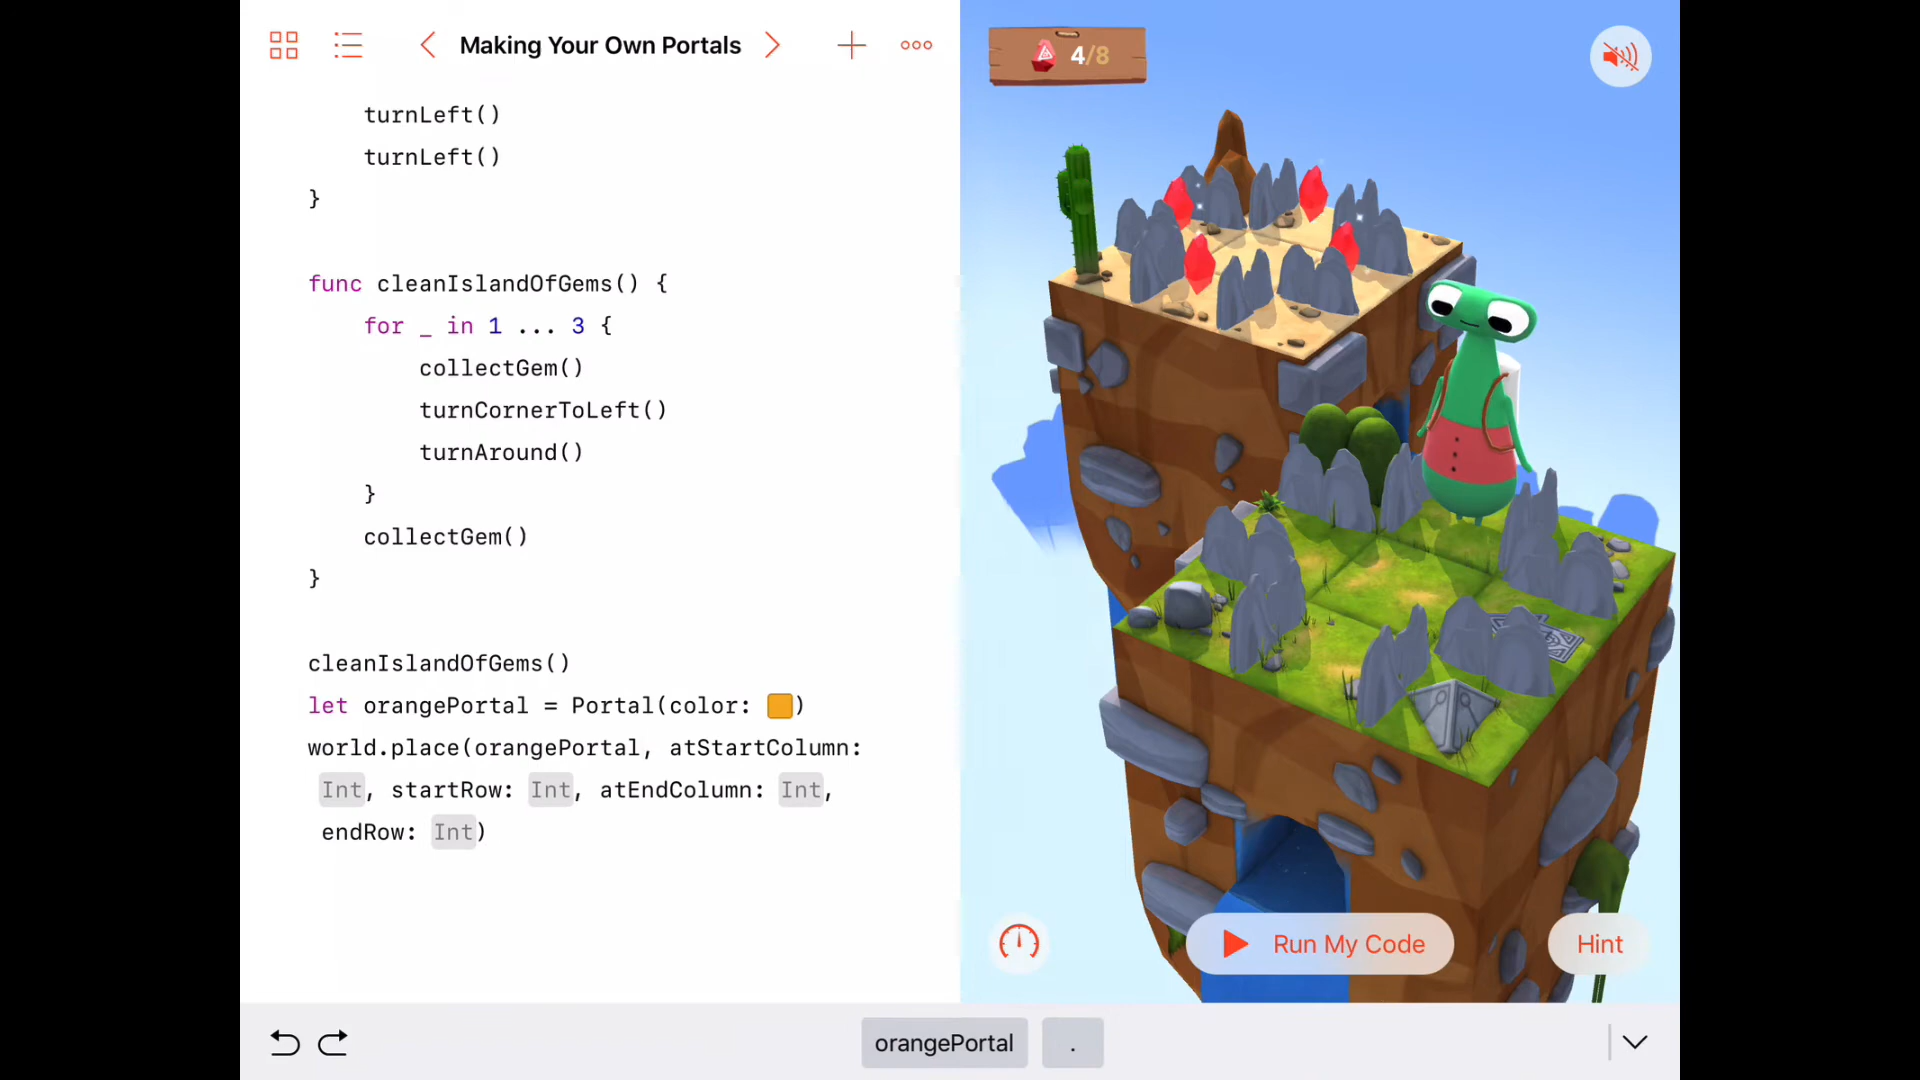 Making Your Own Portals
turnLeft()
turnLeft()
}
func cleanIslandOfGems() {
for _ in 1 ... 3 {
collectGem()
turnCornerToLeft()
turnAround()
}
collectGem()
}
cleanIslandOfGems()
let orangePortal = Portal(color: )
world.place(orangePortal, atStartColumn:
Int, startRow: Int, atEndColumn: Int,
endRow: Int)
orangePortal .
4/8
Run My Code
Hint